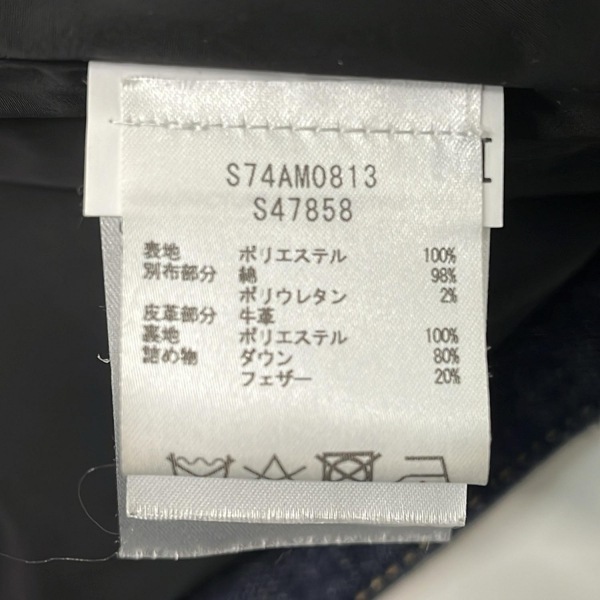 S74AM0813
S47858
表地 ポリエステル 100%
別布部分 綿 98%
ポリウレタン 2%
皮革部分 牛革
裏地 ポリエステル 100%
詰め物 ダウン 80%
フェザー 20%